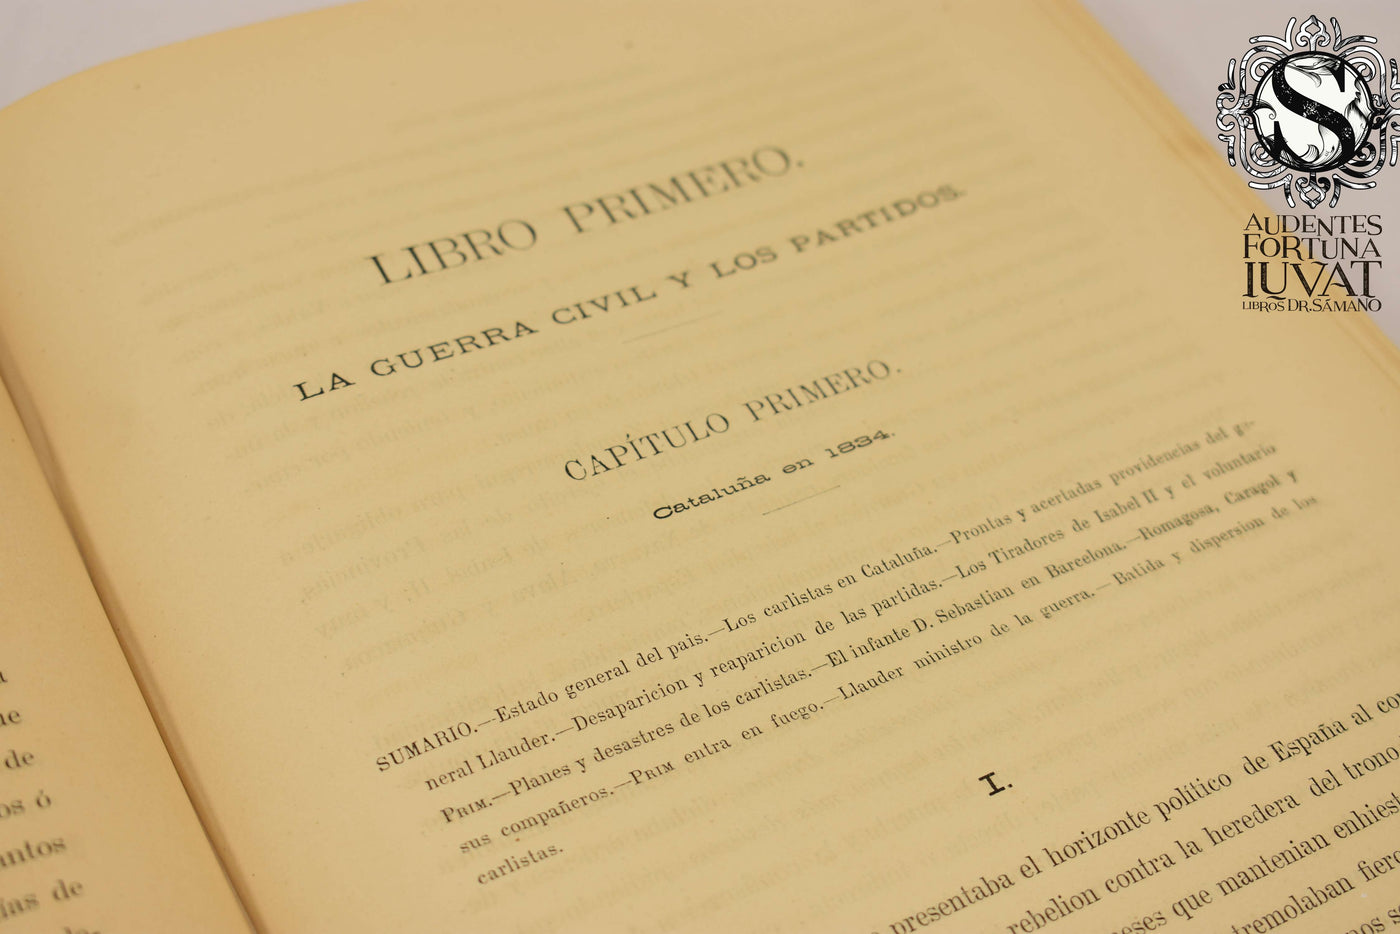 LIBRO PRIMERO.
LA GUERRA CIVIL Y LOS PARTIDOS.
CAPÍTULO PRIMERO.
Cataluña en 1834.
SUMARIO.—Estado general del pais.—Los carlistas en Cataluña.—Prontas y acertadas providencias del ge-
neral Llauder.—Desaparicion y reaparicion de las partidas.—Los Tiradores de Isabel II y el voluntario
PRIM.—Planes y desastres de los carlistas.—El infante D. Sebastian en Barcelona.—Romagosa, Caragol y
sus compañeros.—PRIM entra en fuego.—Llauder ministro de la guerra.—Batida y dispersion de los
carlistas.
I.
presentaba el horizonte político de España al
rebelion contra la heredera del trono
que mantenian
fiero
de
os ó
antos
ías de
S
AUDENTES
FORTUNA
IUVAT
LIBROS DR. SÁMANO